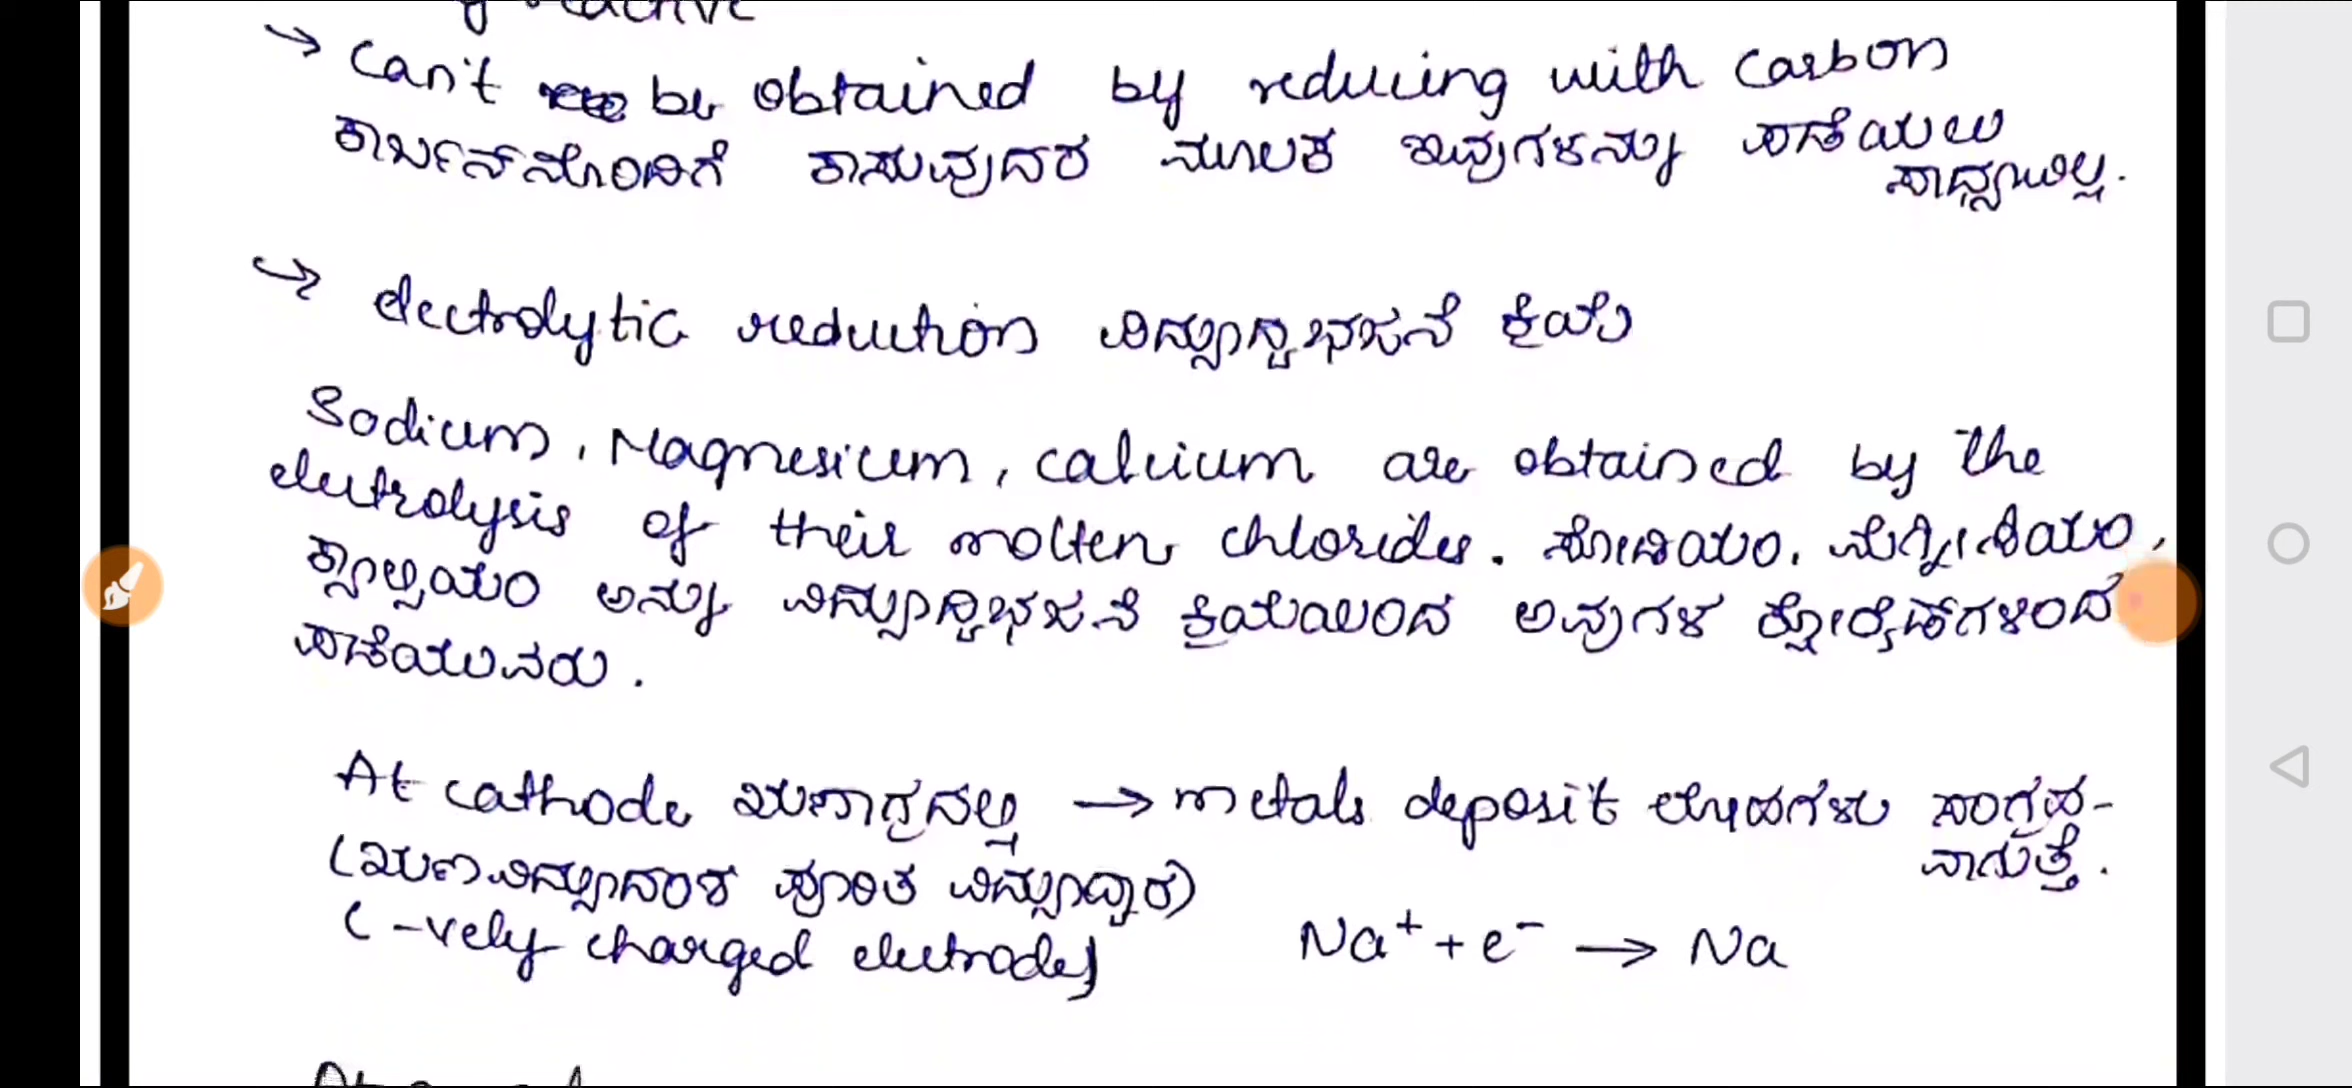 reactive
→ Can't be obtained by reducing with carbon
ಕಾರ್ಬನ್‌ನೊಂದಿಗೆ ಕಾಸುವುದರ ಮೂಲಕ ಇವುಗಳನ್ನು ಪಡೆಯಲು
ಸಾಧ್ಯವಿಲ್ಲ.
→ electrolytic reduction ವಿದ್ಯುದ್ವಿಭಜನೆ ಕ್ರಿಯೆ
Sodium, Magnesium, calcium are obtained by the
electrolysis of their molten chlorides. ಸೋಡಿಯಂ, ಮೆಗ್ನೀಶಿಯಂ,
ಕ್ಯಾಲ್ಸಿಯಂ ಅನ್ನು ವಿದ್ಯುದ್ವಿಭಜನೆ ಕ್ರಿಯೆಯಿಂದ ಅವುಗಳ ಕ್ಲೋರೈಡ್‌ಗಳಿಂದ
ಪಡೆಯುವರು.
At cathode ಋಣಾಗ್ರದಲ್ಲಿ → metals deposit ಲೋಹಗಳು ಸಂಗ್ರಹ-
ವಾಗುತ್ತೆ.
(ಋಣವಿದ್ಯುದಂಶ ಪೂರಿತ ವಿದ್ಯುದ್ವಾರ)
(-vely charged electrode)
Na⁺ + e⁻ → Na